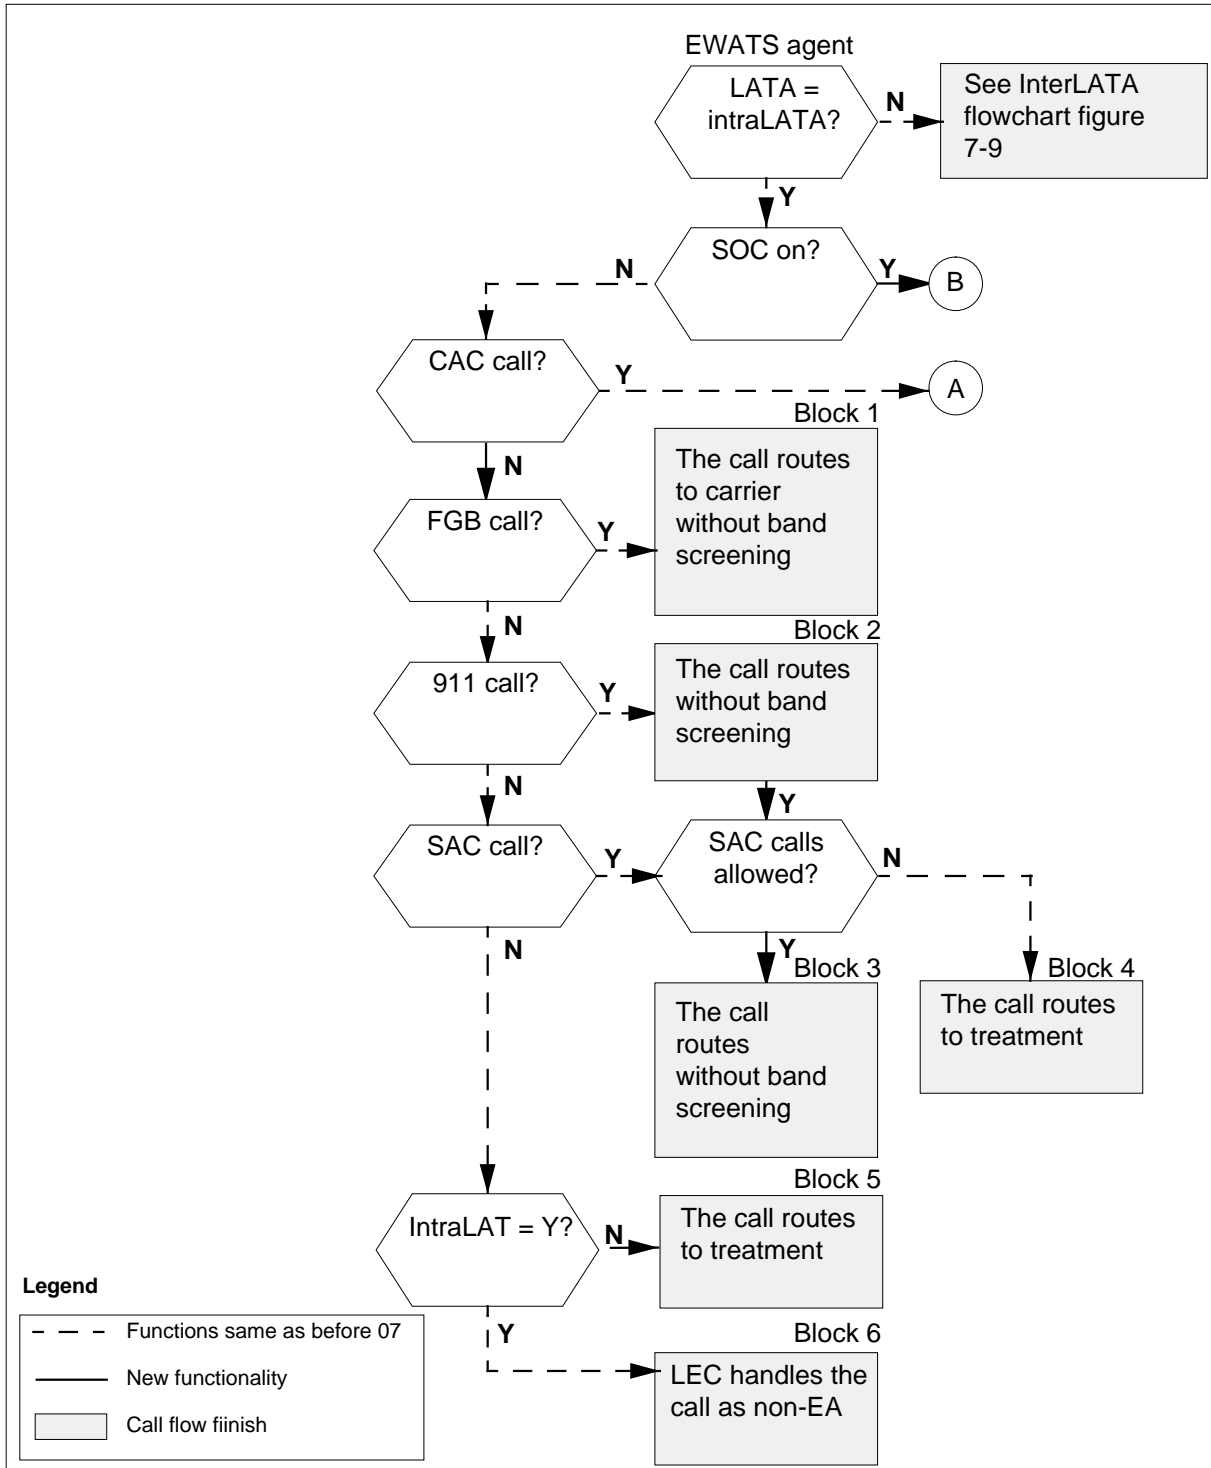 EWATS agent
LATA =
intraLATA?
N
See InterLATA
flowchart figure
7-9
Y
SOC on?
N
Y
B
CAC call?
Y
A
N
Block 1
The call routes
to carrier
without band
screening
FGB call?
Y
N
Block 2
The call routes
without band
screening
911 call?
Y
N
Y
SAC call?
Y
SAC calls
allowed?
N
N
Y
Block 3
The call
routes
without band
screening
Block 4
The call routes
to treatment
Block 5
IntraLAT = Y?
N
The call routes
to treatment
Y
Block 6
LEC handles the
call as non-EA
Legend
Functions same as before 07
New functionality
Call flow fiinish